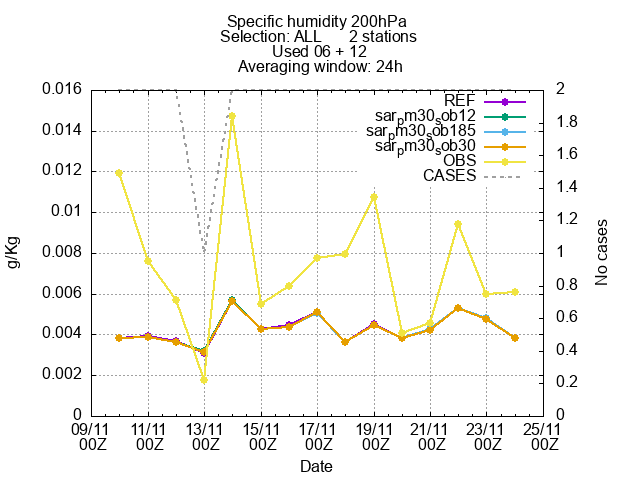 Specific humidity 200hPa
Selection: ALL 2 stations
Used 06 + 12
Averaging window: 24h
REF
sar_pm30_sob12
sar_pm30_sob185
sar_pm30_sob30
OBS
CASES
0.016
0.014
0.012
0.01
0.008
0.006
0.004
0.002
0
g/Kg
2
1.8
1.6
1.4
1.2
1
0.8
0.6
0.4
0.2
0
No cases
09/11 11/11 13/11 15/11 17/11 19/11 21/11 23/11 25/11
00Z 00Z 00Z 00Z 00Z 00Z 00Z 00Z 00Z
Date